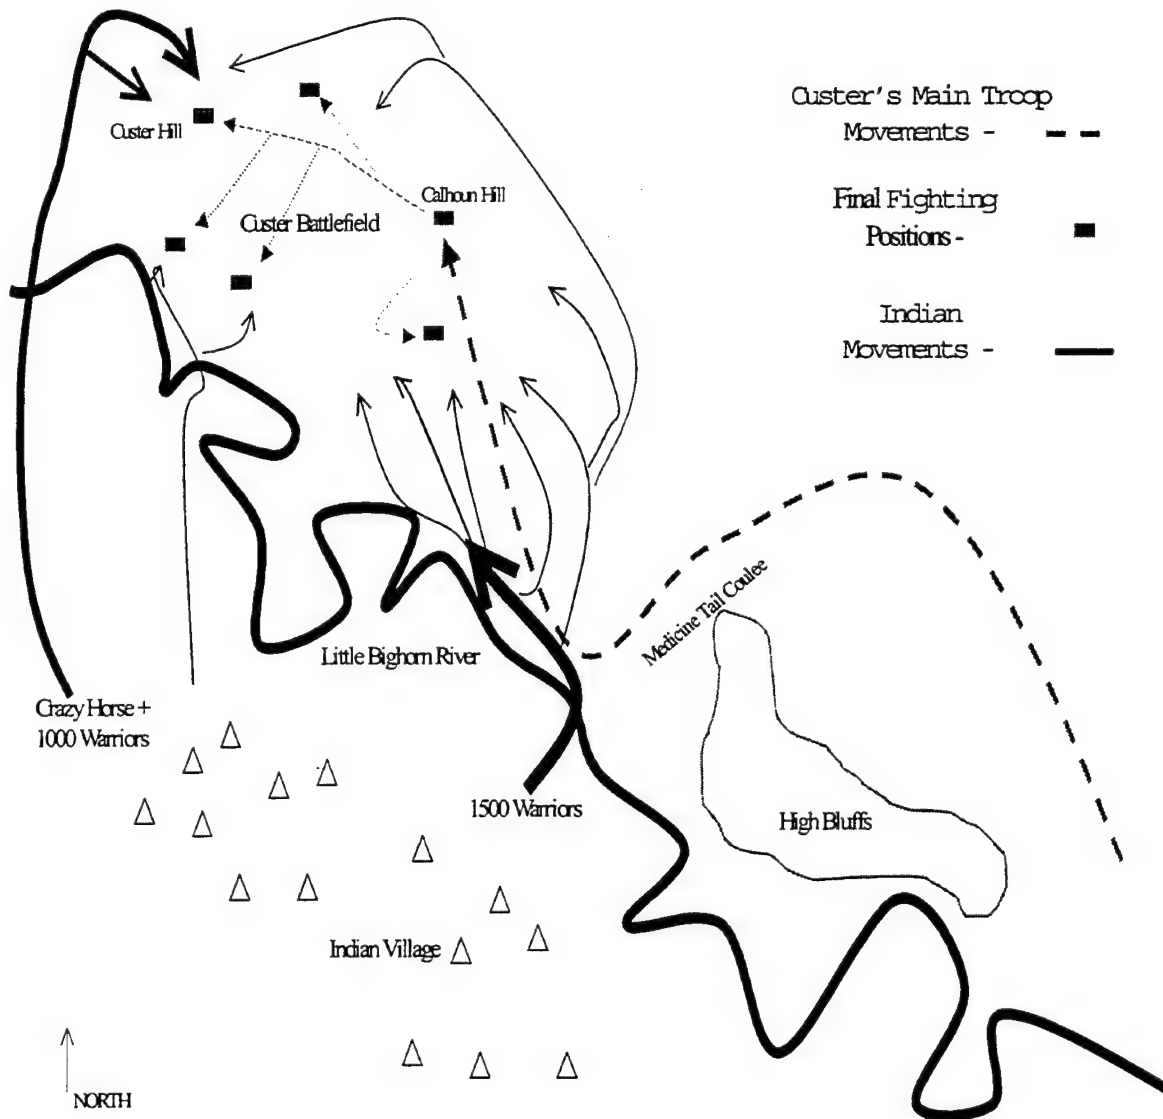 Custer's Main Troop
Movements -
Final Fighting
Positions -
Indian
Movements -
Custer Hill
Calhoun Hill
Custer Battlefield
Medicine Tail Coulee
Little Bighorn River
Crazy Horse +
1000 Warriors
1500 Warriors
High Bluffs
Indian Village
NORTH